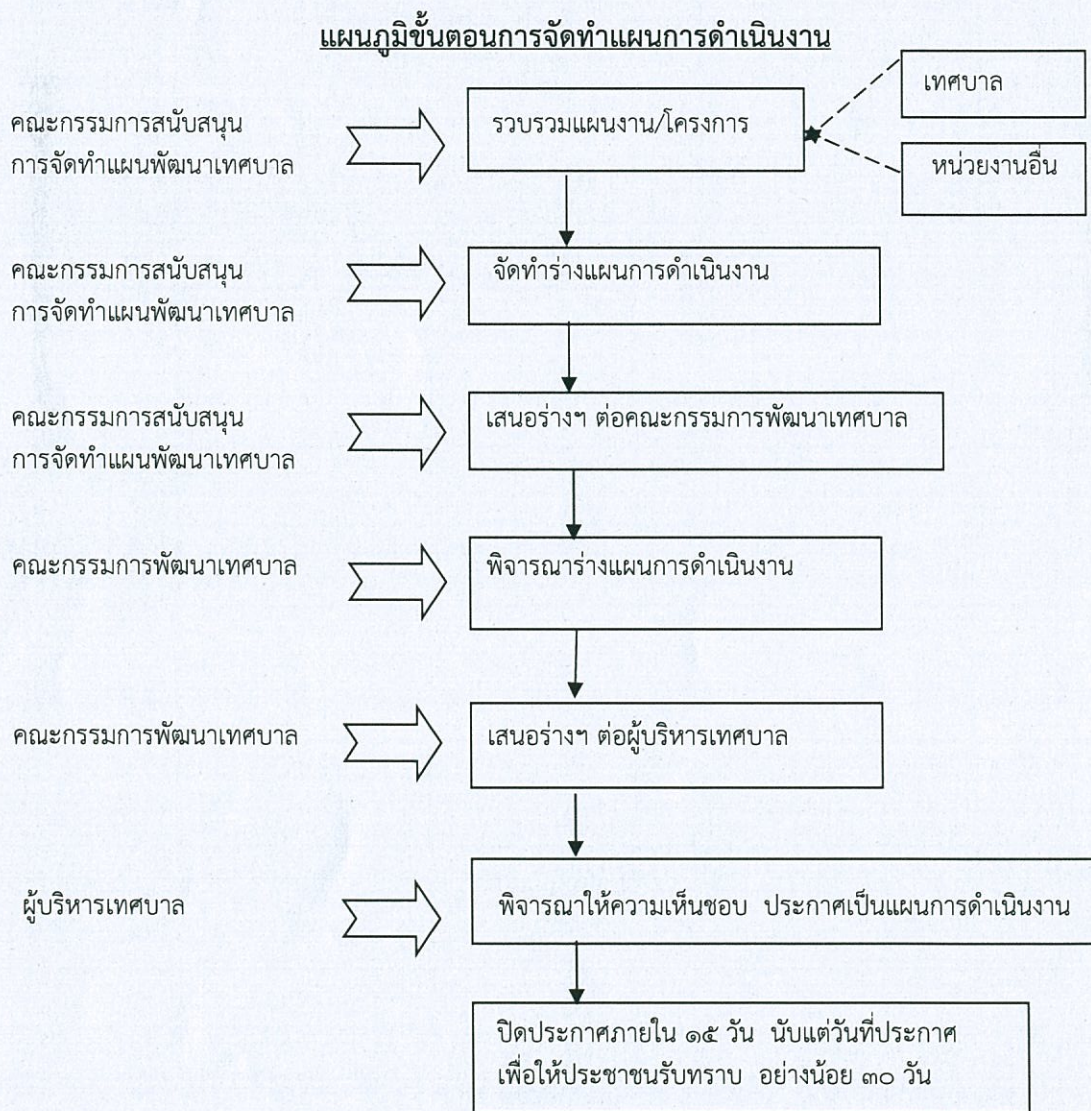 แผนภูมิขั้นตอนการจัดทำแผนการดำเนินงาน
คณะกรรมการสนับสนุน
การจัดทำแผนพัฒนาเทศบาล
รวบรวมแผนงาน/โครงการ
เทศบาล
หน่วยงานอื่น
คณะกรรมการสนับสนุน
การจัดทำแผนพัฒนาเทศบาล
จัดทำร่างแผนการดำเนินงาน
คณะกรรมการสนับสนุน
การจัดทำแผนพัฒนาเทศบาล
เสนอร่างฯ ต่อคณะกรรมการพัฒนาเทศบาล
คณะกรรมการพัฒนาเทศบาล
พิจารณาร่างแผนการดำเนินงาน
คณะกรรมการพัฒนาเทศบาล
เสนอร่างฯ ต่อผู้บริหารเทศบาล
ผู้บริหารเทศบาล
พิจารณาให้ความเห็นชอบ ประกาศเป็นแผนการดำเนินงาน
ปิดประกาศภายใน ๑๕ วัน นับแต่วันที่ประกาศ
เพื่อให้ประชาชนรับทราบ อย่างน้อย ๓๐ วัน